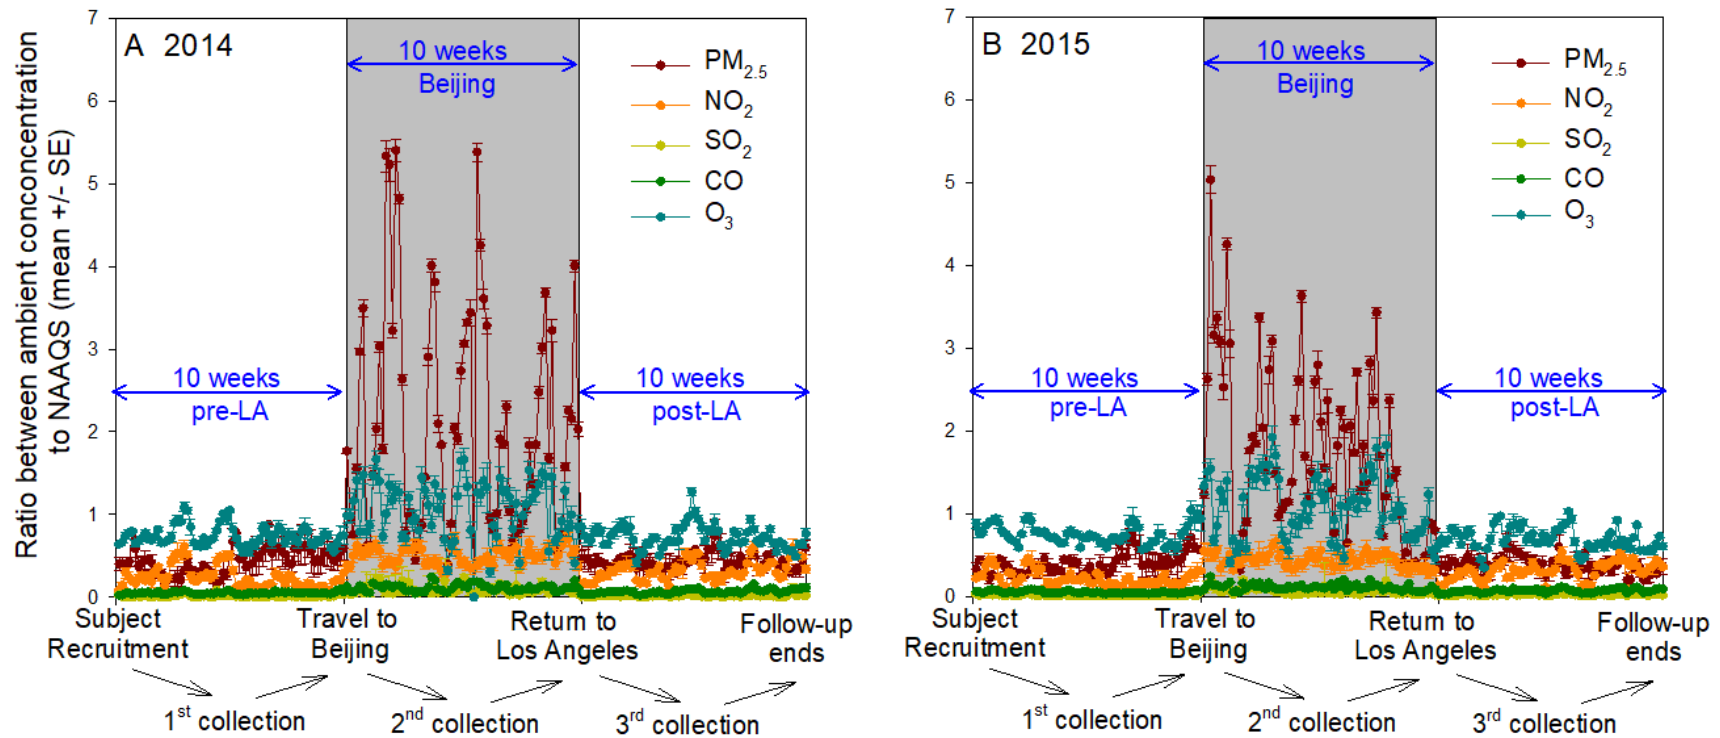 Ratio between ambient conconcentration
to NAAQS (mean +/- SE)
7
6
5
4
3
2
1
0
A 2014
10 weeks
Beijing
PM2.5
NO2
SO2
CO
O3
10 weeks
pre-LA
10 weeks
post-LA
Subject
Recruitment
Travel to
Beijing
Return to
Los Angeles
Follow-up
ends
1st collection
2nd collection
3rd collection
7
6
5
4
3
2
1
0
B 2015
10 weeks
Beijing
PM2.5
NO2
SO2
CO
O3
10 weeks
pre-LA
10 weeks
post-LA
Subject
Recruitment
Travel to
Beijing
Return to
Los Angeles
Follow-up
ends
1st collection
2nd collection
3rd collection